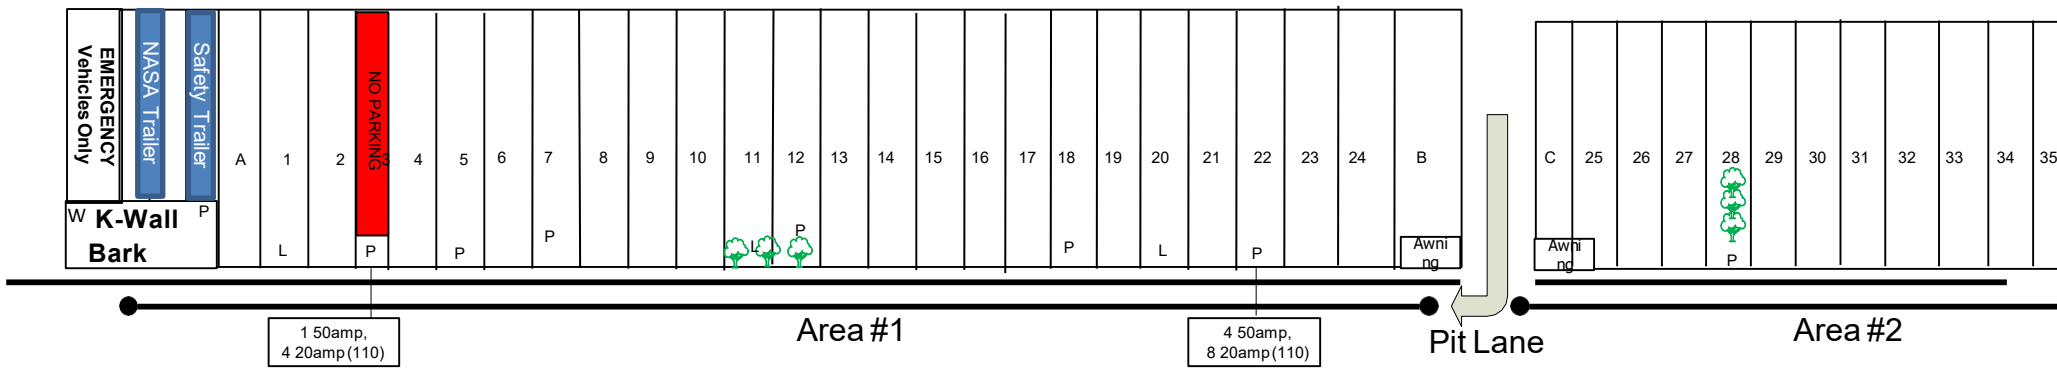 EMERGENCY
Vehicles Only
NASA Trailer
Safety Trailer
NO PARKING
A 1 2 3 4 5 6 7 8 9 10 11 12 13 14 15 16 17 18 19 20 21 22 23 24 B
C 25 26 27 28 29 30 31 32 33 34 35
W K-Wall P
Bark
L P P P L P P L P
Awni
ng
Awni
ng
P
1 50amp,
4 20amp(110)
Area #1
4 50amp,
8 20amp(110)
Pit Lane
Area #2